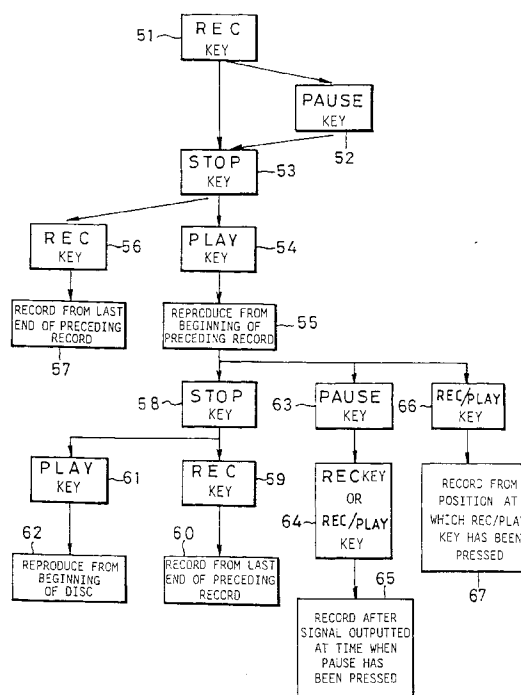 51
REC
KEY
PAUSE
KEY
52
STOP
KEY
53
56
REC
KEY
PLAY
KEY
54
RECORD FROM LAST
END OF PRECEDING
RECORD
57
REPRODUCE FROM
BEGINNING OF
PRECEDING RECORD
55
58
STOP
KEY
63
PAUSE
KEY
66
REC/PLAY
KEY
PLAY
KEY
61
REC
KEY
59
64
REC KEY
OR
REC/PLAY
KEY
RECORD FROM
POSITION AT
WHICH REC/PLAY
KEY HAS BEEN
PRESSED
67
62
REPRODUCE FROM
BEGINNING
OF DISC
60
RECORD FROM LAST
END OF PRECEDING
RECORD
65
RECORD AFTER
SIGNAL OUTPUTTED
AT TIME WHEN
PAUSE HAS
BEEN PRESSED